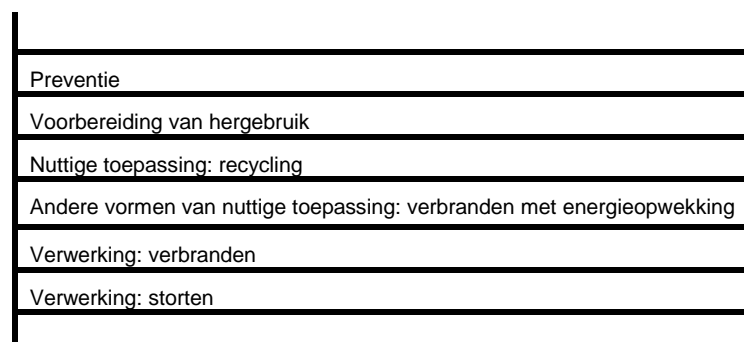 Preventie
Voorbereiding van hergebruik
Nuttige toepassing: recycling
Andere vormen van nuttige toepassing: verbranden met energieopwekking
Verwerking: verbranden
Verwerking: storten